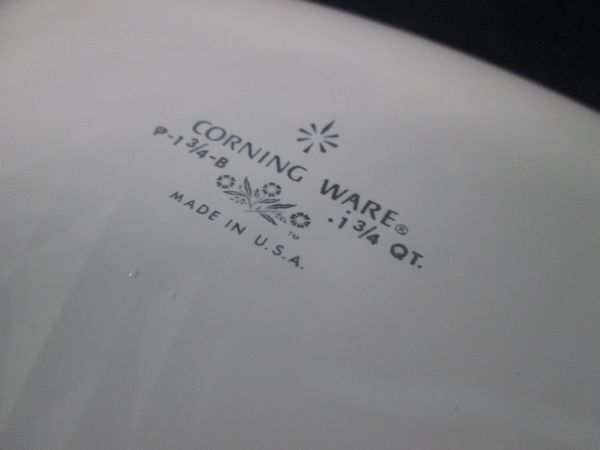 CORNING WARE®
P-1 3/4-B .1 3/4 QT.
TM
MADE IN U.S.A.